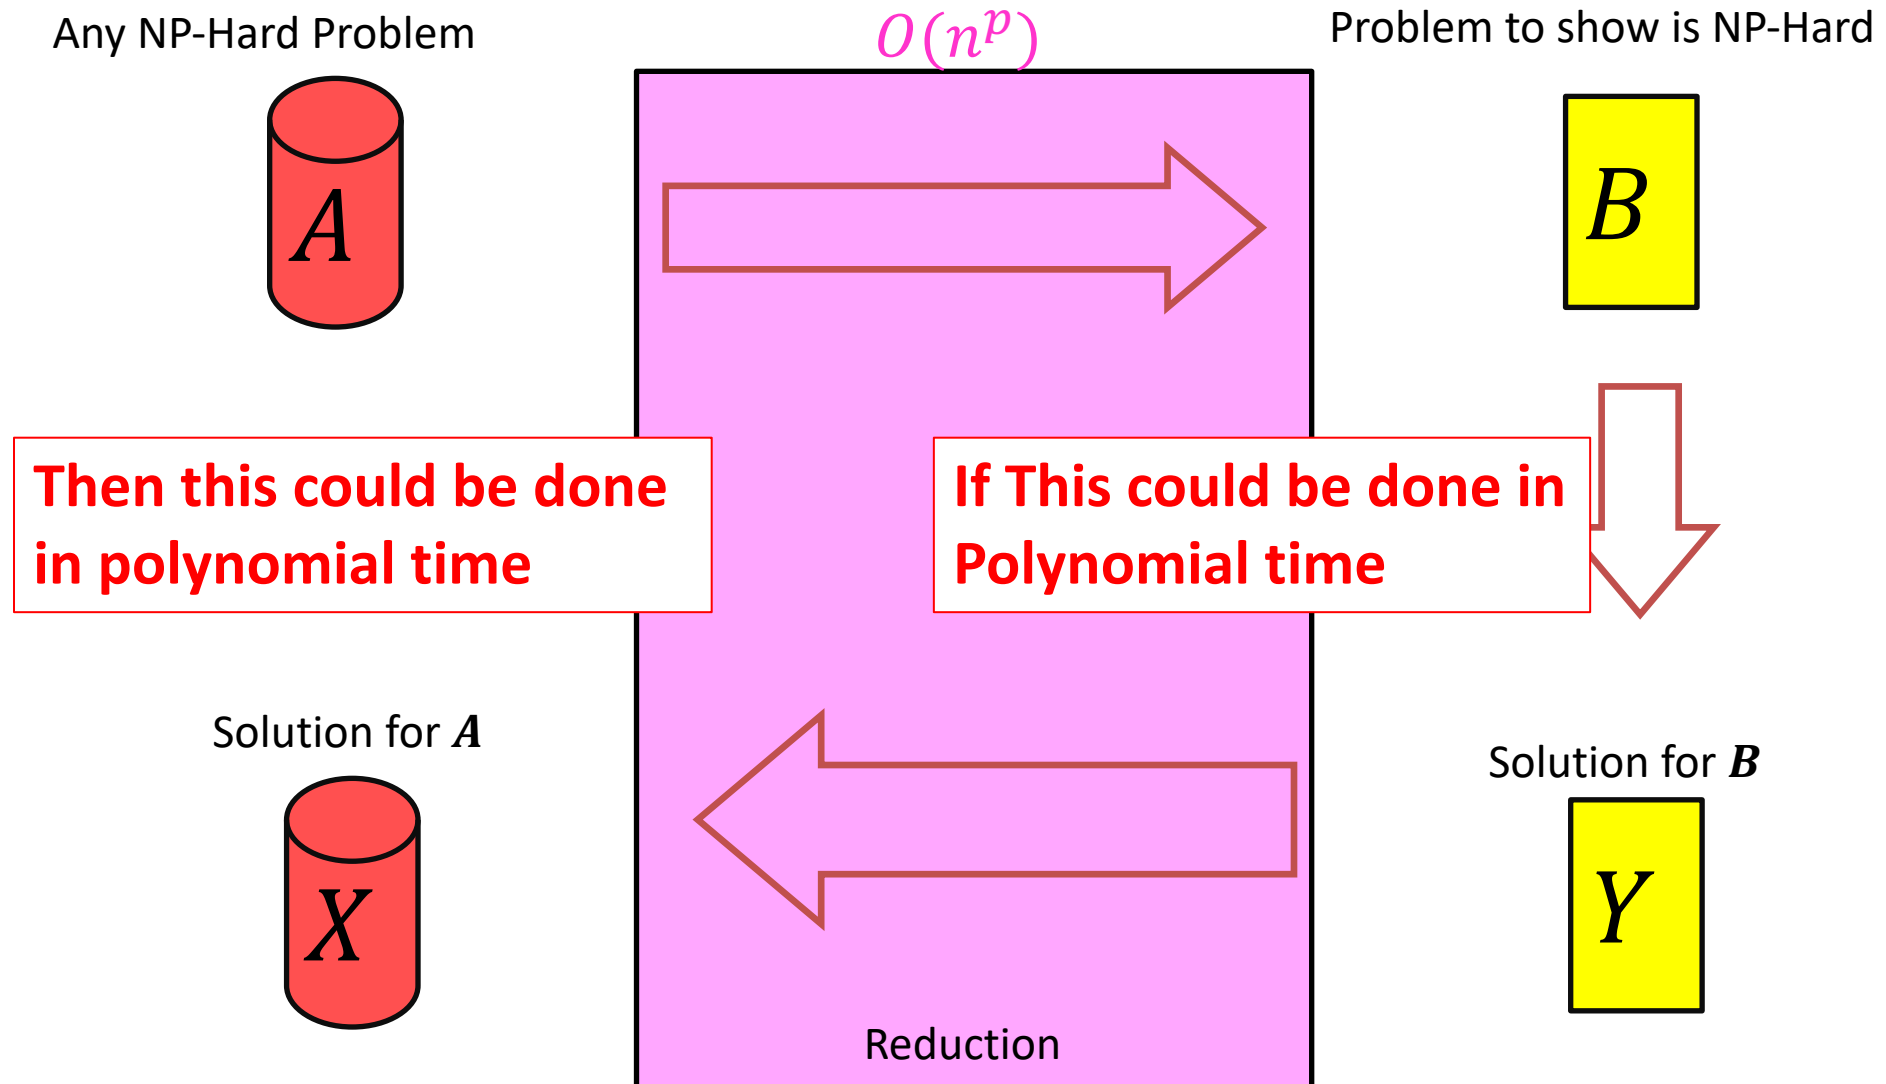 Any NP-Hard Problem
O(n^p)
Problem to show is NP-Hard
A
B
Then this could be done
in polynomial time
If This could be done in
Polynomial time
Solution for A
Solution for B
X
Y
Reduction